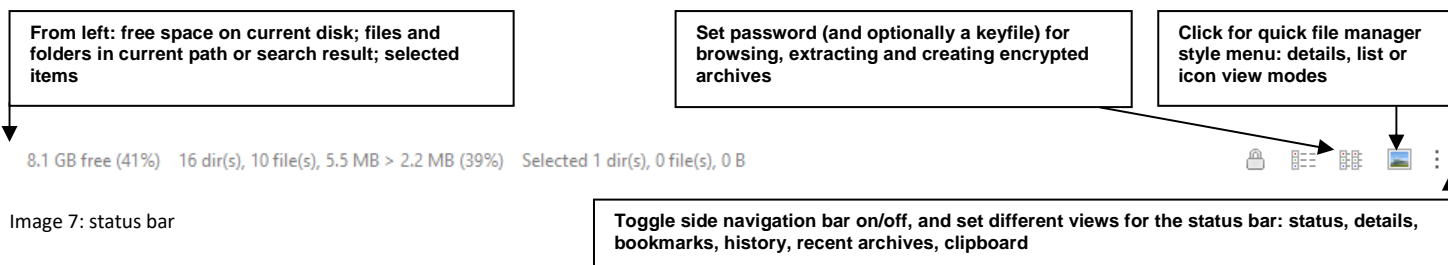 From left: free space on current disk; files and
folders in current path or search result; selected
items
Set password (and optionally a keyfile) for
browsing, extracting and creating encrypted
archives
Click for quick file manager
style menu: details, list or
icon view modes
8.1 GB free (41%) 16 dir(s), 10 file(s), 5.5 MB > 2.2 MB (39%) Selected 1 dir(s), 0 file(s), 0 B
Image 7: status bar
Toggle side navigation bar on/off, and set different views for the status bar: status, details,
bookmarks, history, recent archives, clipboard